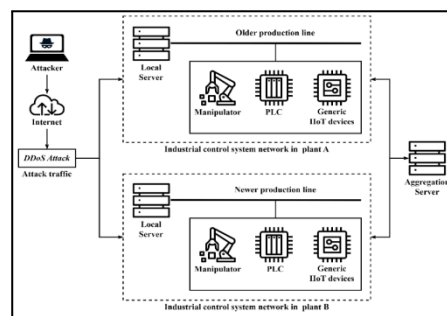 Attacker
Internet
DDoS Attack
Attack traffic
Local
Server
Older production line
Manipulator
PLC
Generic
IIoT devices
Industrial control system network in plant A
Local
Server
Newer production line
Manipulator
PLC
Generic
IIoT devices
Industrial control system network in plant B
Aggregation
Server